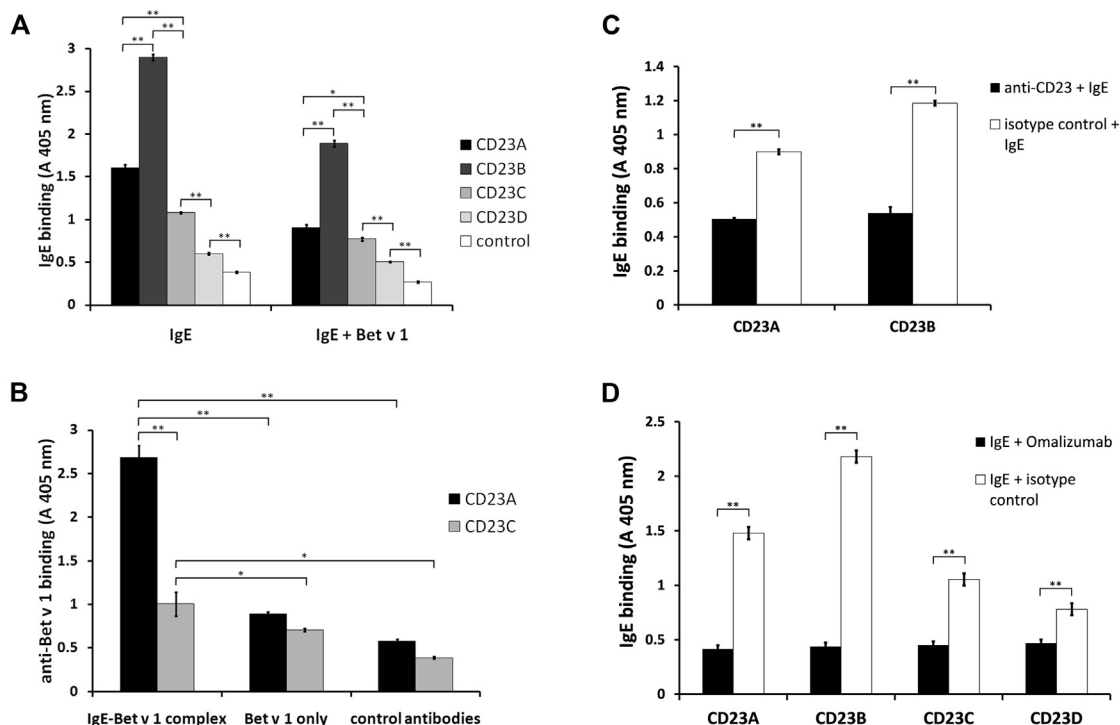 A
IgE binding (A 405 nm)
3
2.5
2
1.5
1
0.5
0
**
**
**
**
**
*
**
**
**
**
IgE
IgE + Bet v 1
CD23A
CD23B
CD23C
CD23D
control
C
IgE binding (A 405 nm)
1.4
1.2
1
0.8
0.6
0.4
0.2
0
**
**
CD23A
CD23B
anti-CD23 + IgE
isotype control +
IgE
B
anti-Bet v 1 binding (A 405 nm)
3
2.5
2
1.5
1
0.5
0
**
**
**
*
*
IgE-Bet v 1 complex
Bet v 1 only
control antibodies
CD23A
CD23C
D
IgE binding (A 405 nm)
2.5
2
1.5
1
0.5
0
**
**
**
**
CD23A
CD23B
CD23C
CD23D
IgE + Omalizumab
IgE + isotype
control